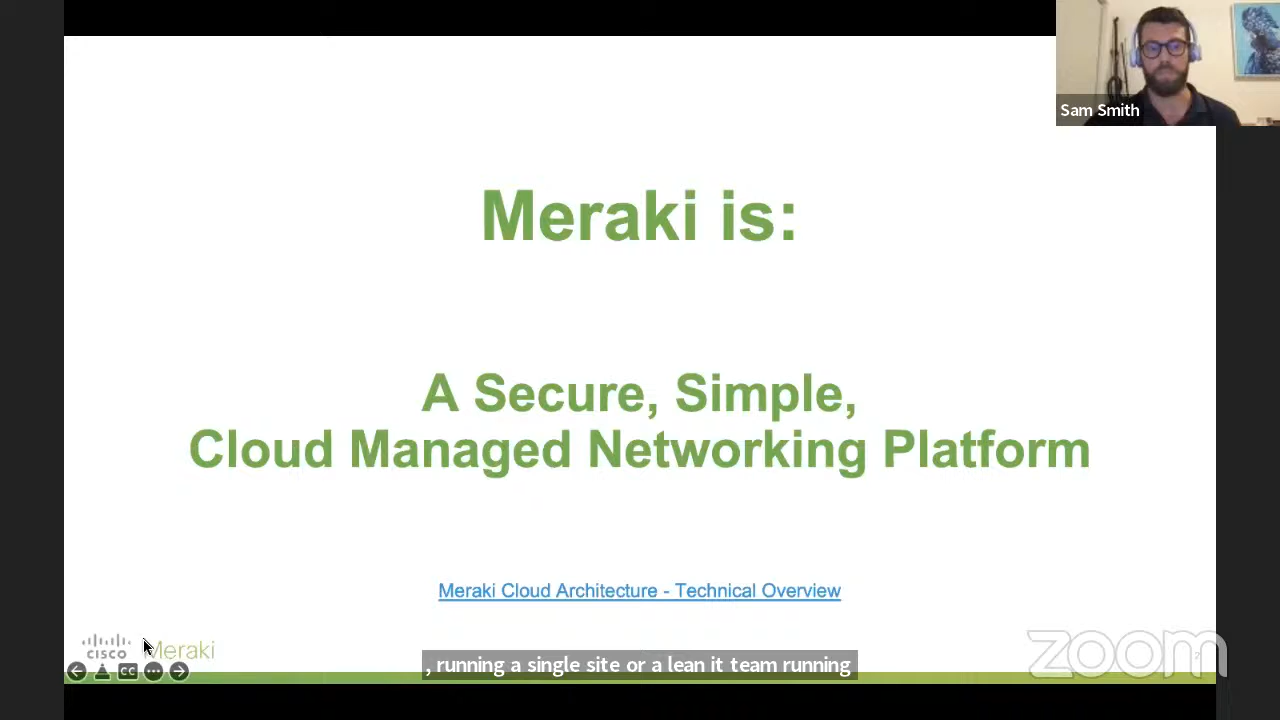 Sam Smith
Meraki is:
A Secure, Simple,
Cloud Managed Networking Platform
Meraki Cloud Architecture - Technical Overview
CISCO Meraki
CC
, running a single site or a lean it team running
zoom